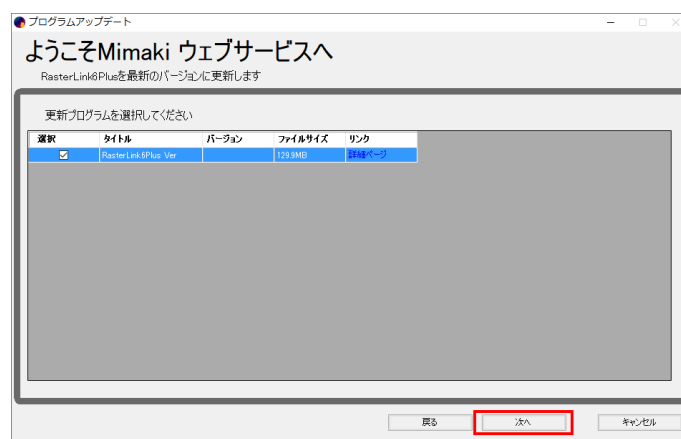 プログラムアップデート
ようこそMimaki ウェブサービスへ
RasterLink6Plusを最新のバージョンに更新します
更新プログラムを選択してください
選択 タイトル バージョン ファイルサイズ リンク
RasterLink6Plus Ver 129.9MB 詳細ページ
戻る 次へ キャンセル